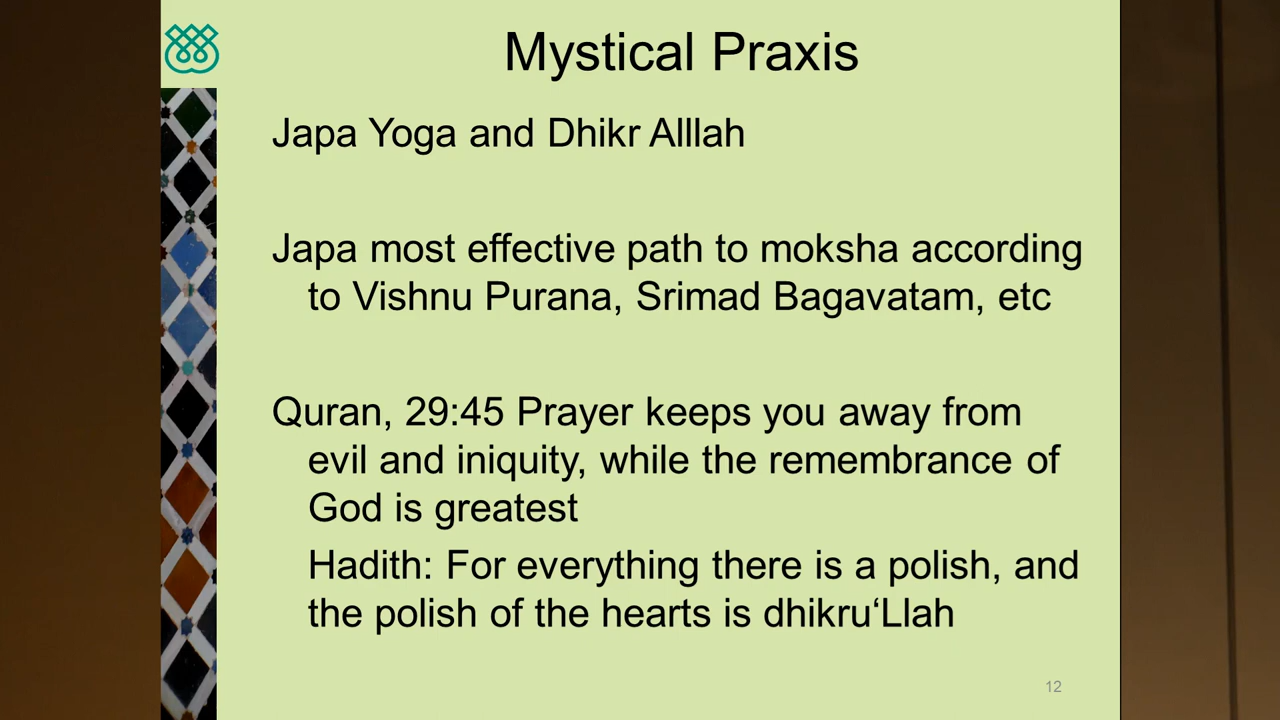 Mystical Praxis
Japa Yoga and Dhikr Alllah
Japa most effective path to moksha according
to Vishnu Purana, Srimad Bagavatam, etc
Quran, 29:45 Prayer keeps you away from
evil and iniquity, while the remembrance of
God is greatest
Hadith: For everything there is a polish, and
the polish of the hearts is dhikru‘Llah
12